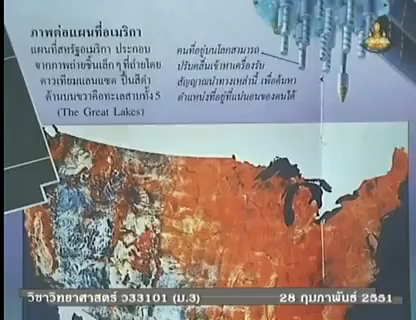 ภาพต่อแผนที่อเมริกา
แผนที่สหรัฐอเมริกา ประกอบ
จากภาพถ่ายชิ้นเล็ก ๆ ที่ถ่ายโดย
ดาวเทียมแลนแซต ปื้นสีดำ
ด้านบนขวาคือทะเลสาบทั้ง 5
(The Great Lakes)
คนที่อยู่บนโลกสามารถ
ปรับคลื่นเข้าหาเครื่องรับ
สัญญาณนำทางเหล่านี้ เพื่อค้นหา
ตำแหน่งที่อยู่ที่แน่นอนของตนได้
วิชาวิทยาศาสตร์ ว33101 (ม.3)
28 กุมภาพันธ์ 2551